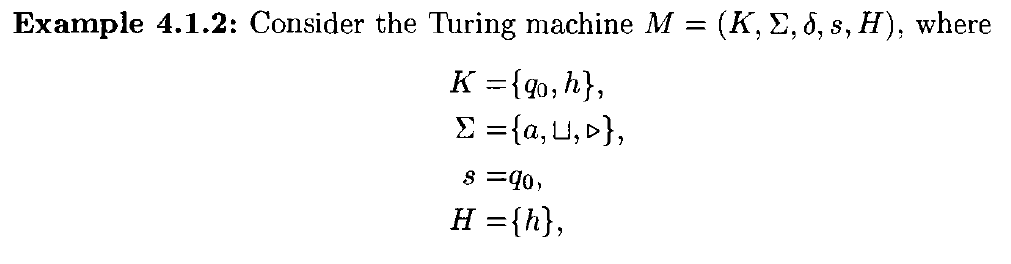 Example 4.1.2: Consider the Turing machine M = (K, Σ, δ, s, H), where
K ={q₀, h},
Σ ={a, ⊔, ▷},
s =q₀,
H ={h},